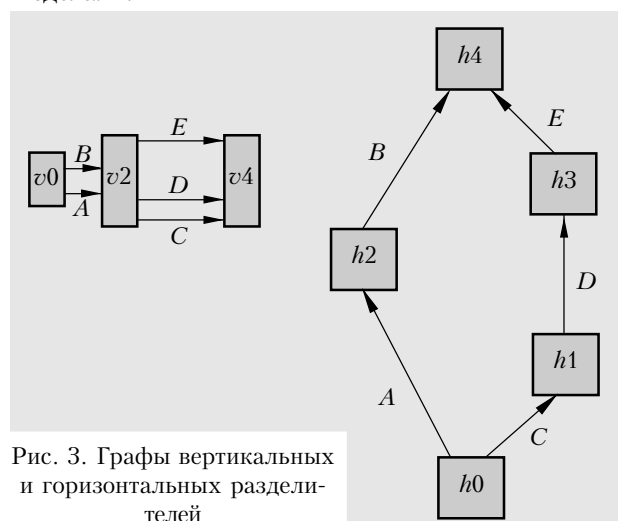 h4
E
B
E
B
v0
v2
v4
h3
D
A
C
h2
D
h1
A
C
Рис. 3. Графы вертикальных
и горизонтальных раздели-
телей
h0